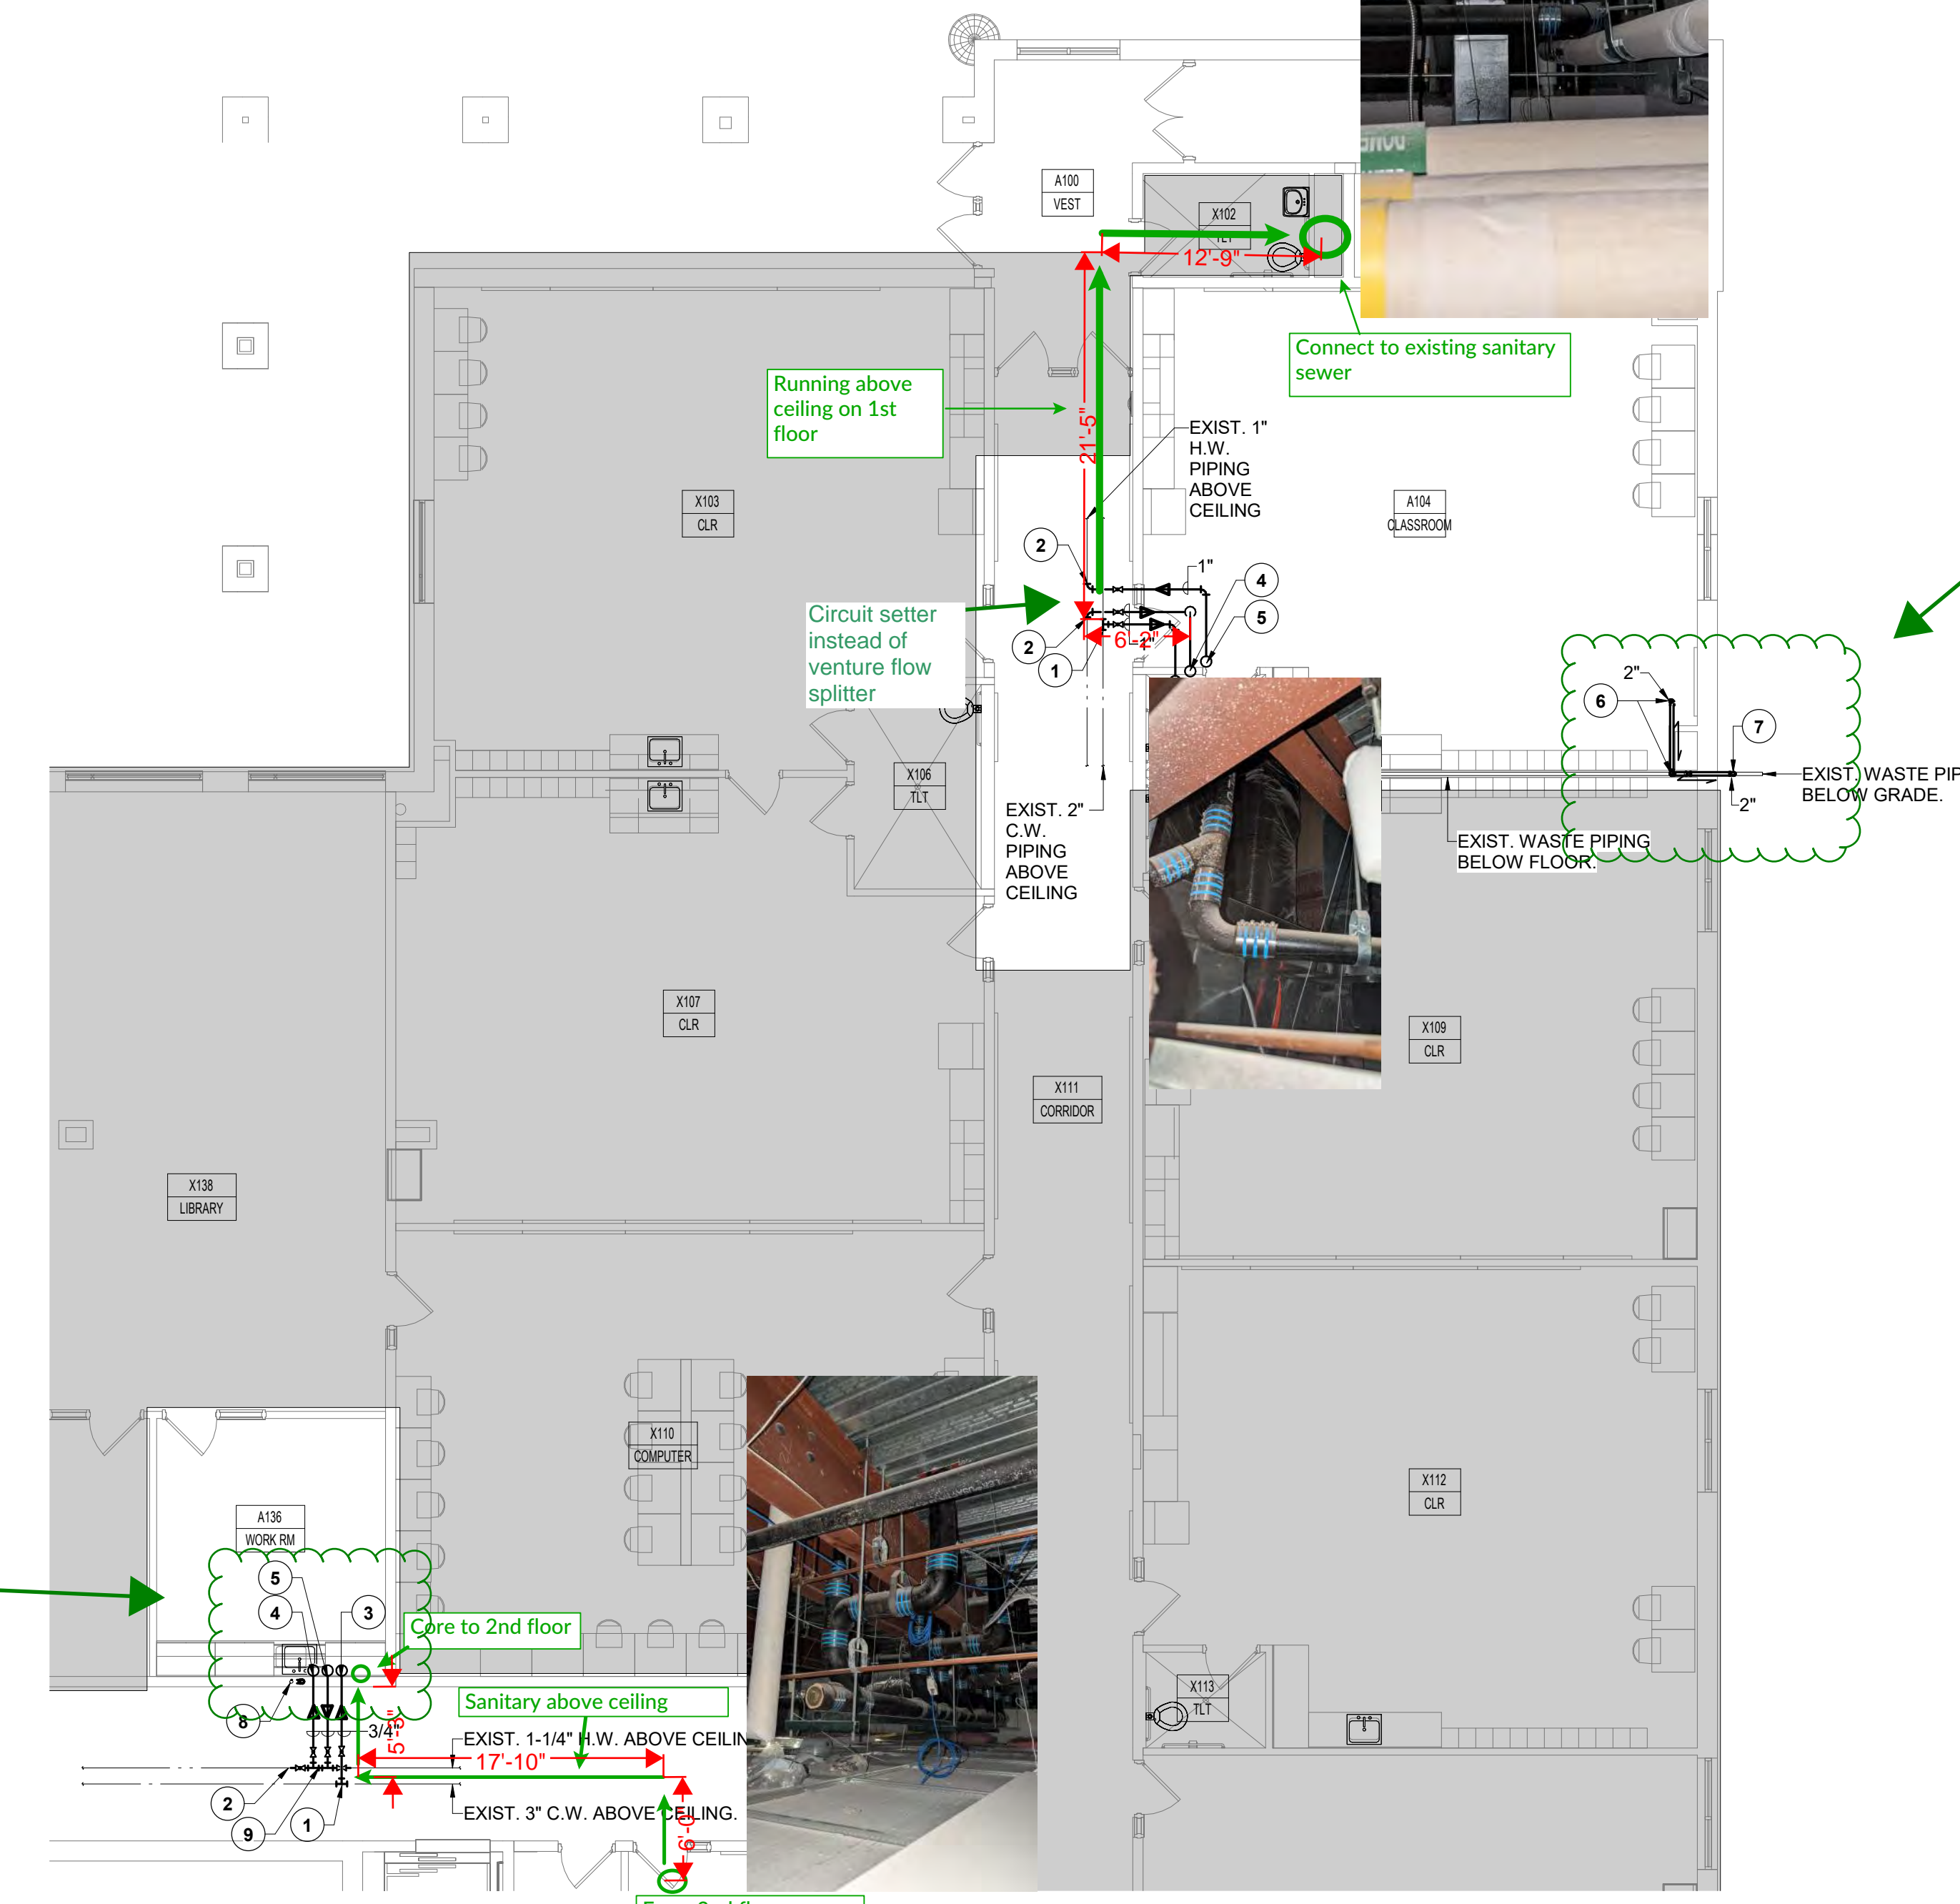 A100
VEST
X102
TLT
12'-9"
Connect to existing sanitary
sewer
Running above
ceiling on 1st
floor
21'-5"
EXIST. 1"
H.W.
PIPING
ABOVE
CEILING
X103
CLR
A104
CLASSROOM
2
1"
4
5
Circuit setter
instead of
venture flow
splitter
2
1
6'-2"
1"
2"
6
7
EXIST. WASTE PIP
BELOW GRADE.
2"
EXIST. WASTE PIPING
BELOW FLOOR.
X106
TLT
EXIST. 2"
C.W.
PIPING
ABOVE
CEILING
X107
CLR
X109
CLR
X111
CORRIDOR
X138
LIBRARY
X110
COMPUTER
X112
CLR
A136
WORK RM
5
4
3
Core to 2nd floor
8
3/4"
5'-3"
Sanitary above ceiling
EXIST. 1-1/4" H.W. ABOVE CEILIN
17'-10"
2
9
1
EXIST. 3" C.W. ABOVE CEILING.
6'-0"
X113
TLT